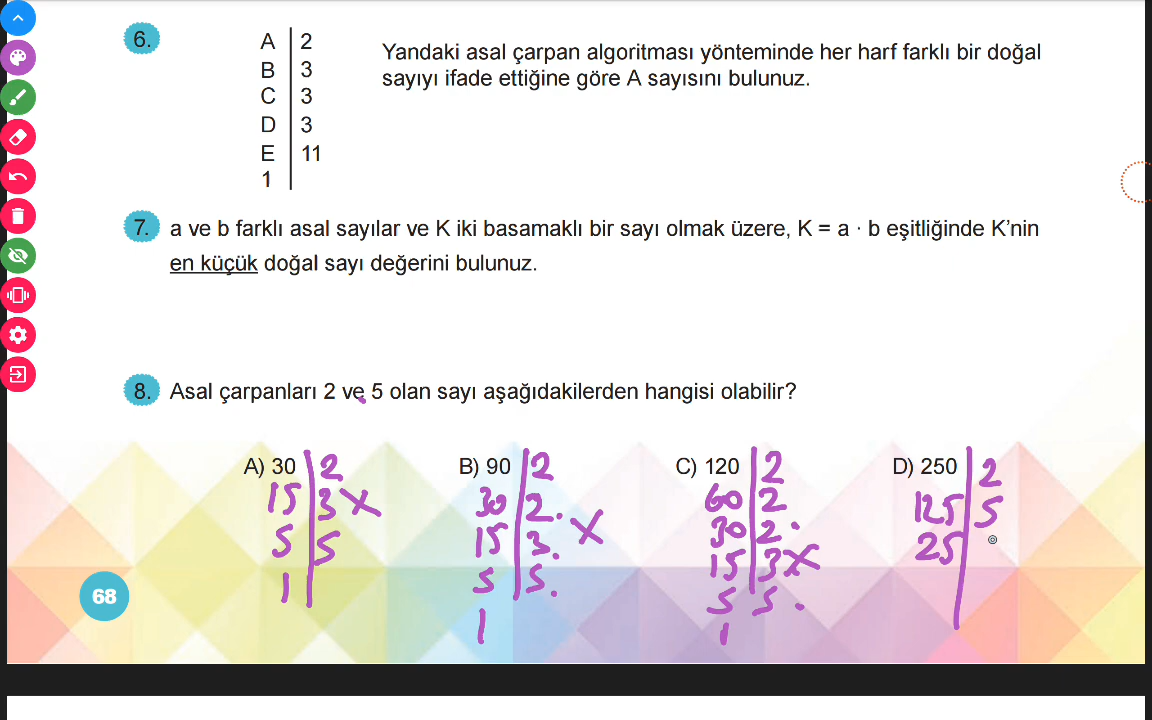 6.
A 2
B 3
C 3
D 3
E 11
1
Yandaki asal çarpan algoritması yönteminde her harf farklı bir doğal
sayıyı ifade ettiğine göre A sayısını bulunuz.
7. a ve b farklı asal sayılar ve K iki basamaklı bir sayı olmak üzere, K = a · b eşitliğinde K’nin
en küçük doğal sayı değerini bulunuz.
8. Asal çarpanları 2 ve 5 olan sayı aşağıdakilerden hangisi olabilir?
A) 30 2
15 3 X
5 5
1
B) 90 2
30 2.
15 3. X
5 5.
1
C) 120 2
60 2
30 2.
15 3 X
5 5.
1
D) 250 2
125 5
25
68